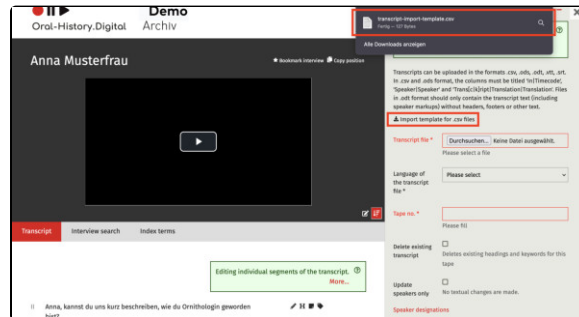 Oral-History.Digital
Demo
Archiv
transcript-import-template.csv
Fertig — 127 Bytes
Alle Downloads anzeigen
Anna Musterfrau
Bookmark interview
Copy position
Transcripts can be uploaded in the formats .csv, .ods, .odt, .vtt, .srt.
In .csv and .ods format, the columns must be titled 'In|Timecode',
'Speaker|Speaker' and 'Trans[c|k]ript|Translation|Translation'. Files
in .odt format should only contain the transcript text (including
speaker markups) without headers, footers or other text.
Import template for .csv files
Transcript file *
Durchsuchen... Keine Datei ausgewählt.
Please select a file
Language of
the transcript
file *
Please select
Tape no. *
Please fill
Delete existing
transcript
Deletes existing headings and keywords for this
tape
Update
speakers only
No textual changes are made.
Speaker designations
Transcript
Interview search
Index terms
Editing individual segments of the transcript.
More...
Anna, kannst du uns kurz beschreiben, wie du Ornithologin geworden
bist?